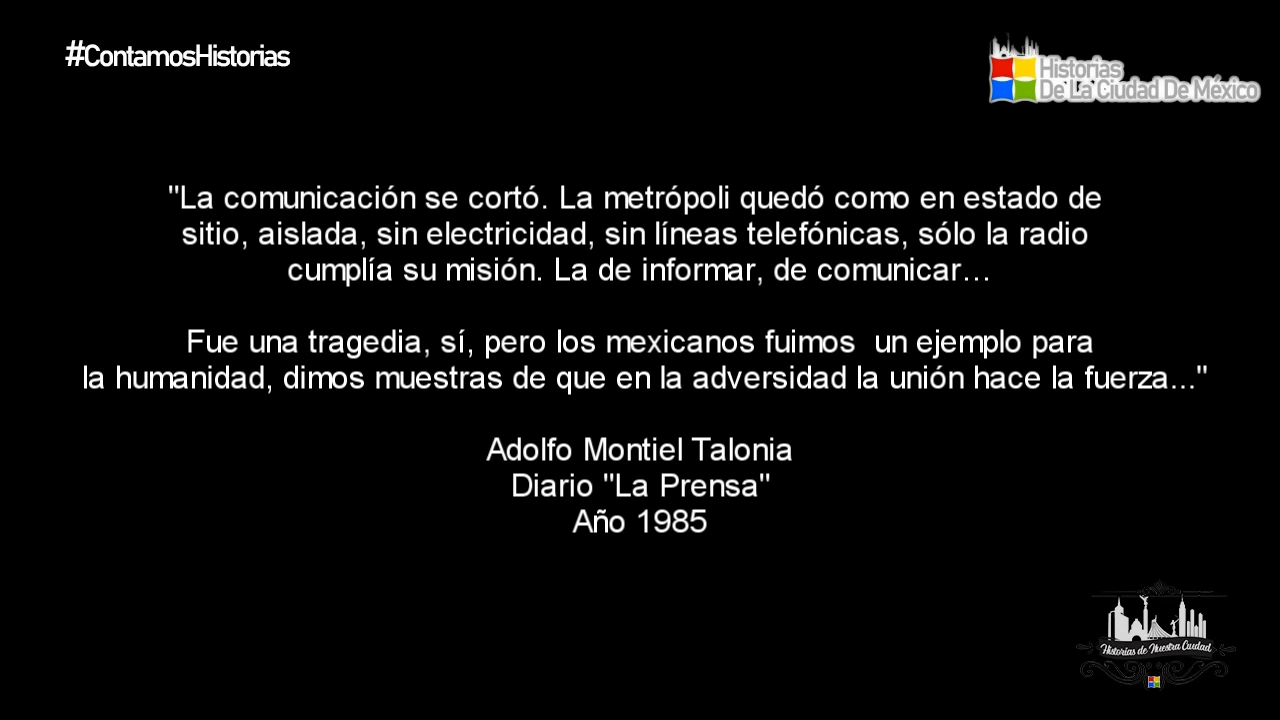 #ContamosHistorias
Historias
De La Ciudad De México
"La comunicación se cortó. La metrópoli quedó como en estado de
sitio, aislada, sin electricidad, sin líneas telefónicas, sólo la radio
cumplía su misión. La de informar, de comunicar...
Fue una tragedia, sí, pero los mexicanos fuimos  un ejemplo para
la humanidad, dimos muestras de que en la adversidad la unión hace la fuerza..."
Adolfo Montiel Talonia
Diario "La Prensa"
Año 1985
Historias de Nuestra Ciudad